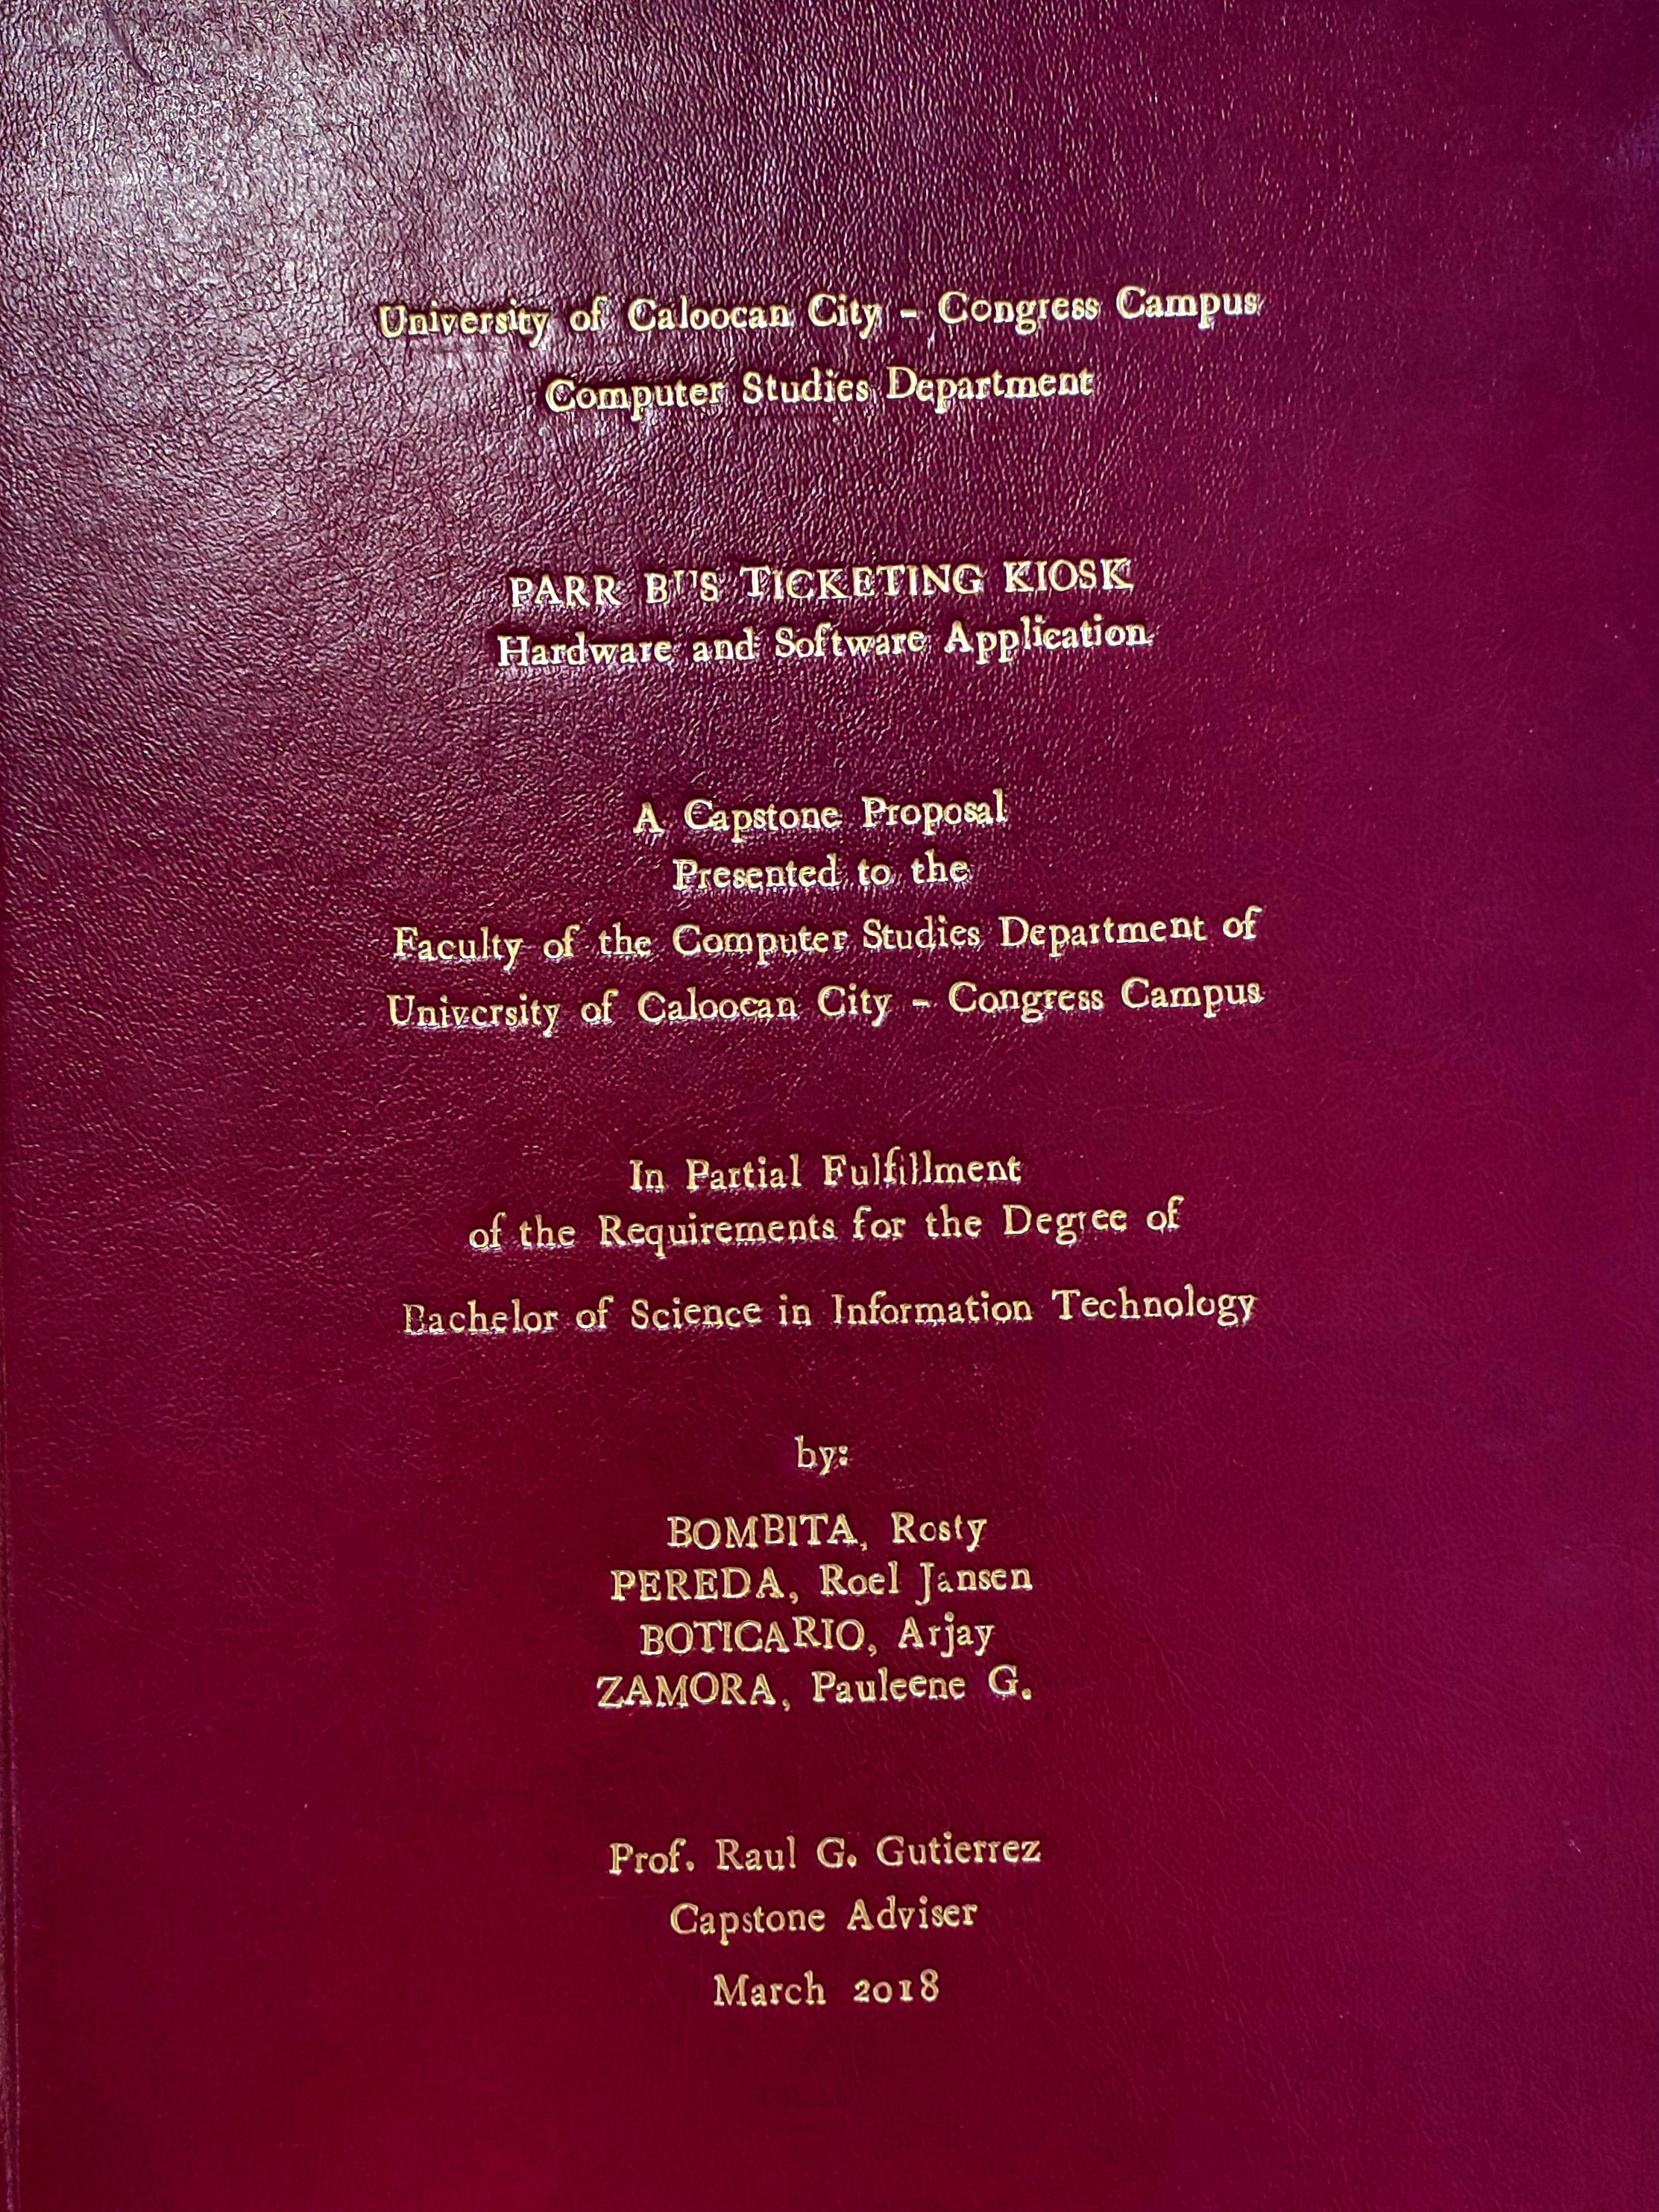 University of Caloocan City - Congress Campus
Computer Studies Department
PARR BUS TICKETING KIOSK
Hardware and Software Application
A Capstone Proposal
Presented to the
Faculty of the Computer Studies Department of
University of Caloocan City - Congress Campus
In Partial Fulfillment
of the Requirements for the Degree of
Bachelor of Science in Information Technology
by:
BOMBITA, Rosty
PEREDA, Roel Jansen
BOTICARIO, Arjay
ZAMORA, Pauleene G.
Prof. Raul G. Gutierrez
Capstone Adviser
March 2018